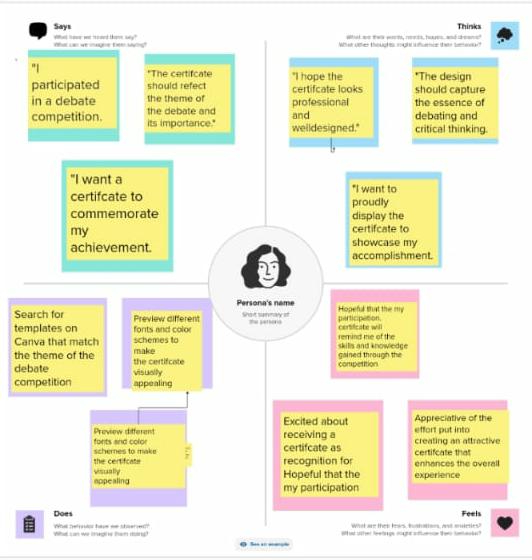 Says
What have we heard them say?
What can we imagine them saying?
"I
participated
in a debate
competition.
"The certifcate
should refect
the theme of
the debate and
its importance."
"I want a
certifcate to
commemorate
my
achievement.
Thinks
What are their wants, needs, hopes, and dreams?
What other thoughts might influence their behavior?
"I hope the
certifcate looks
professional
and
welldesigned."
"The design
should capture
the essence of
debating and
critical thinking.
"I want to
proudly
display the
certifcate to
showcase my
accomplishment.
Persona's name
Short summary of
the persona
Search for
templates on
Canva that match
the theme of the
debate
competition
Preview different
fonts and color
schemes to
make
the certifcate
visually
appealing
Preview different
fonts and color
schemes to make
the certifcate
visually
appealing
Does
What behavior have we observed?
What can we imagine them doing?
Hopeful that the my
participation.
certifcate will
remind me of the
skills and knowledge
gained through the
competition
Excited about
receiving a
certifcate as
recognition for
Hopeful that the
my participation
Appreciative of the
effort put into
creating an attractive
certifcate that
enhances the overall
experience
Feels
What are their fears, frustrations, and anxieties?
What other feelings might influence their behavior?
See an example